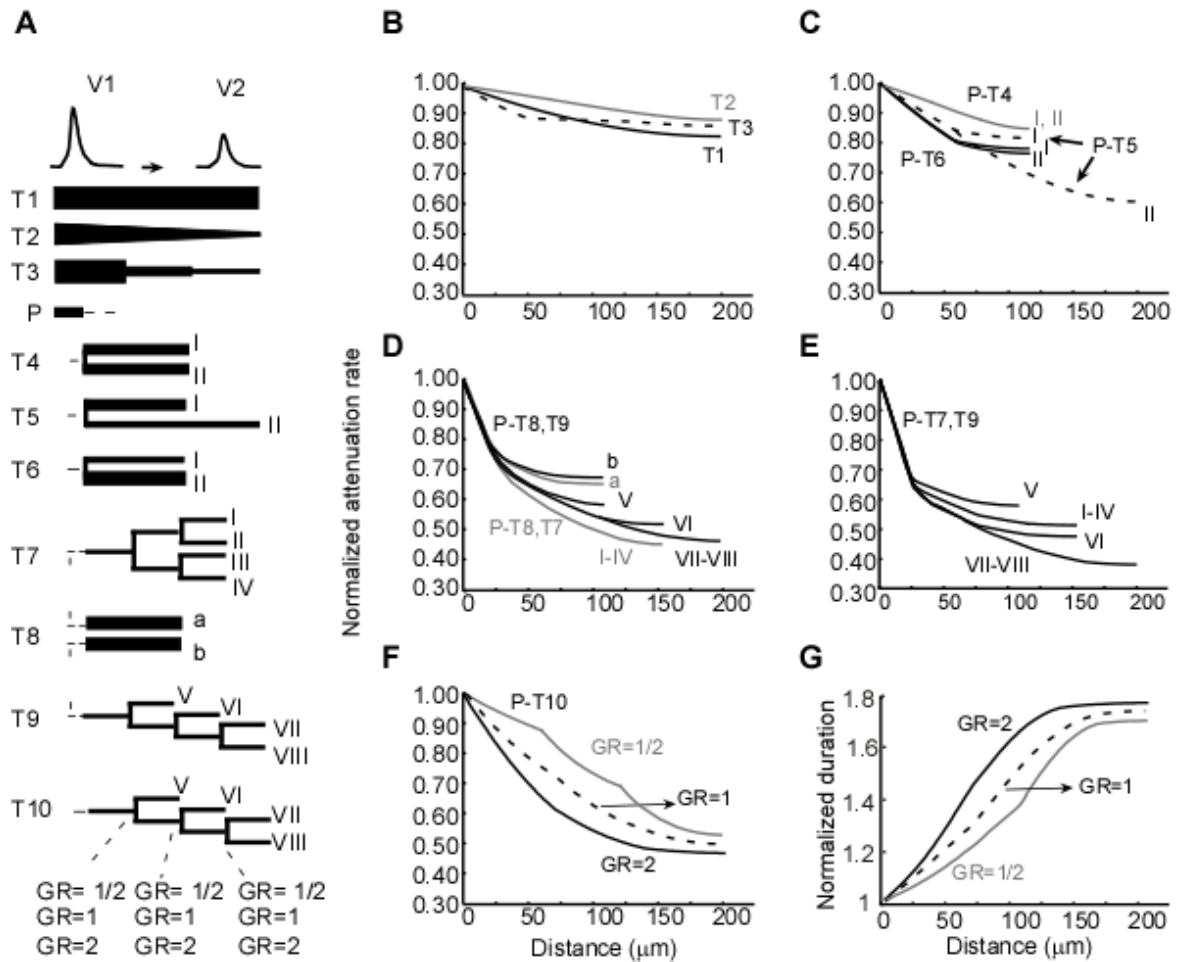 A
V1 V2
T1
T2
T3
P
T4 I
II
T5 I
II
T6 I
II
T7 I
II
III
IV
T8 a
b
T9 V
VI
VII
VIII
T10 V
VI
VII
VIII
GR= 1/2 GR= 1/2 GR= 1/2
GR=1 GR=1 GR=1
GR=2 GR=2 GR=2
Normalized attenuation rate
B
1.00
0.90
0.80
0.70
0.60
0.50
0.40
0.30
T2
T3
T1
0 50 100 150 200
C
1.00
0.90
0.80
0.70
0.60
0.50
0.40
0.30
P-T4
I, II
I
I
II
P-T5
P-T6
II
0 50 100 μm 200
D
1.00
0.90
0.80
0.70
0.60
0.50
0.40
0.30
P-T8,T9
b
a
V
VI
P-T8,T7
I-IV
VII-VIII
0 50 100 150 200
E
1.00
0.90
0.80
0.70
0.60
0.50
0.40
0.30
P-T7,T9
V
I-IV
VI
VII-VIII
0 50 100 150 200
F
1.00
0.90
0.80
0.70
0.60
0.50
0.40
0.30
P-T10
GR=1/2
GR=1
GR=2
0 50 100 150 200
Distance (μm)
G
Normalized duration
1.8
1.6
1.4
1.2
1
GR=2
GR=1
GR=1/2
0 50 100 150 200
Distance (μm)